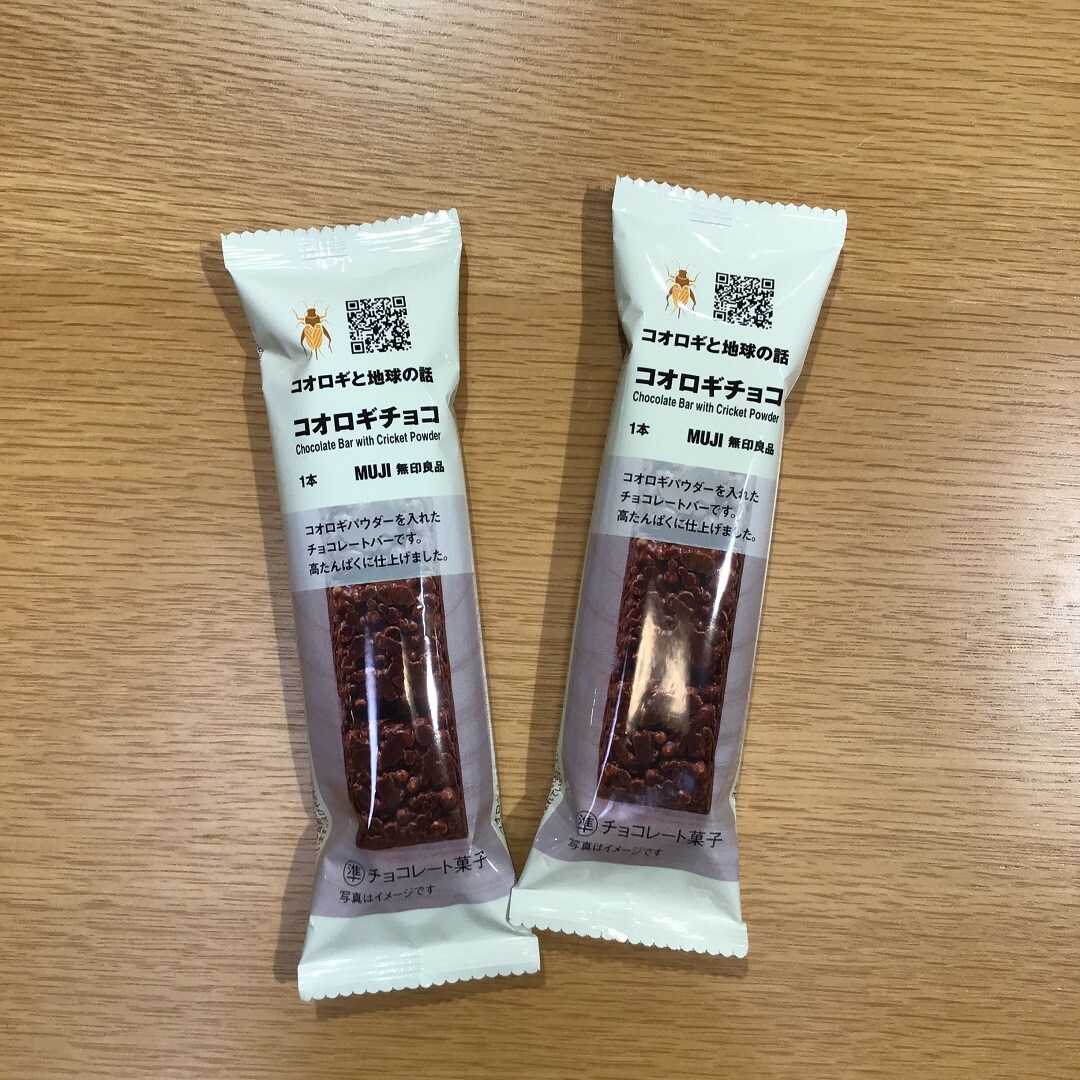 コオロギと地球の話
コオロギチョコ
Chocolate Bar with Cricket Powder
1本 MUJI 無印良品
コオロギパウダーを入れた
チョコレートバーです。
高たんぱくに仕上げました。
準 チョコレート菓子
写真はイメージです
コオロギと地球の話
コオロギチョコ
Chocolate Bar with Cricket Powder
1本 MUJI 無印良品
コオロギパウダーを入れた
チョコレートバーです。
高たんぱくに仕上げました。
準 チョコレート菓子
写真はイメージです